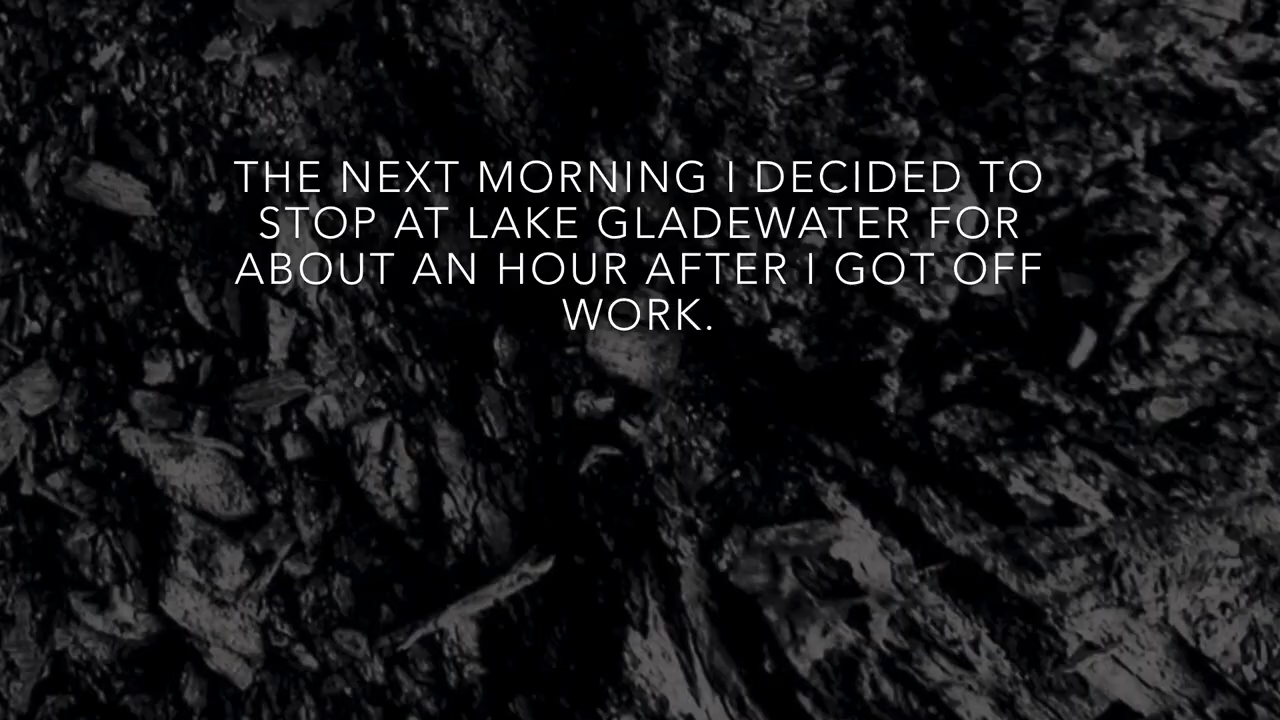 THE NEXT MORNING I DECIDED TO
STOP AT LAKE GLADEWATER FOR
ABOUT AN HOUR AFTER I GOT OFF
WORK.